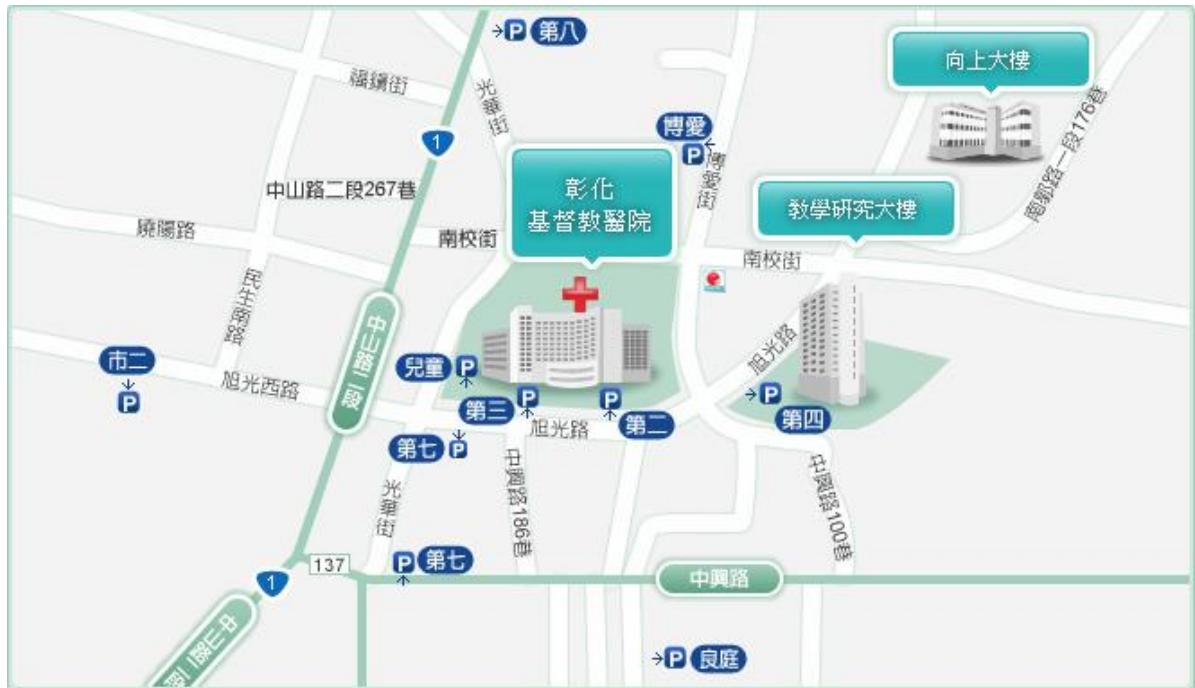 P 第八
向上大樓
福鎮街
光華街
博愛
P
1
博愛街
南郭路一段176巷
彰化
基督教醫院
教學研究大樓
中山路二段267巷
曉陽路
南校街
南校街
民生南路
中山路二段
旭光路
市二
P
兒童 P
旭光西路
第三 P
P 第二
P
第四
旭光路
第七 P
中興路186巷
中興路100巷
光華街
137
P 第七
中興路
1
中山路二段
P 良庭